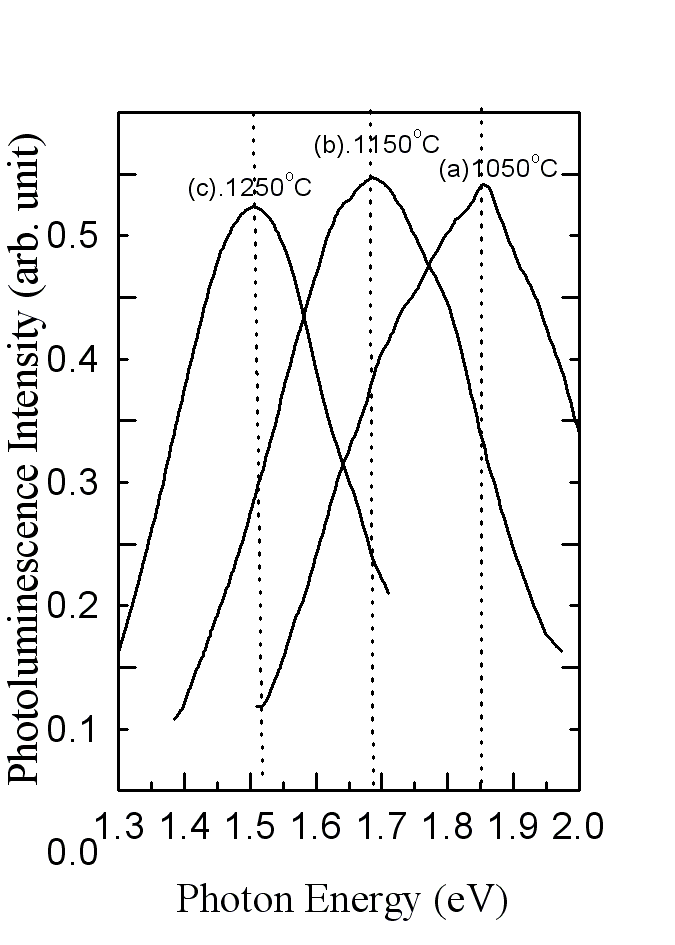 (b).1150°C
(a)1050°C
(c).1250°C
Photoluminescence Intensity (arb. unit)
0.5
0.4
0.3
0.2
0.1
0.0
1.3 1.4 1.5 1.6 1.7 1.8 1.9 2.0
Photon Energy (eV)